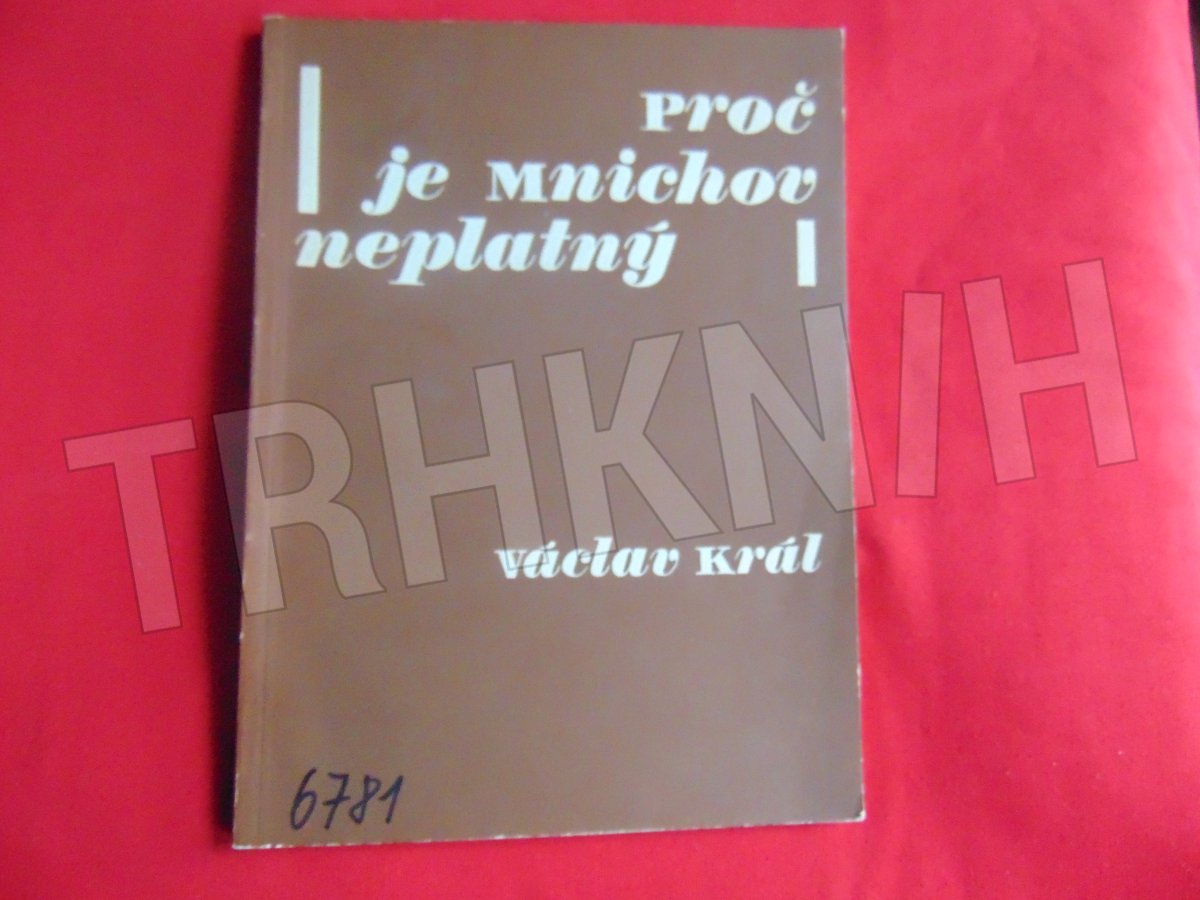 Proč
je Mnichov
neplatný
TRHKNIH
Václav Král
6781